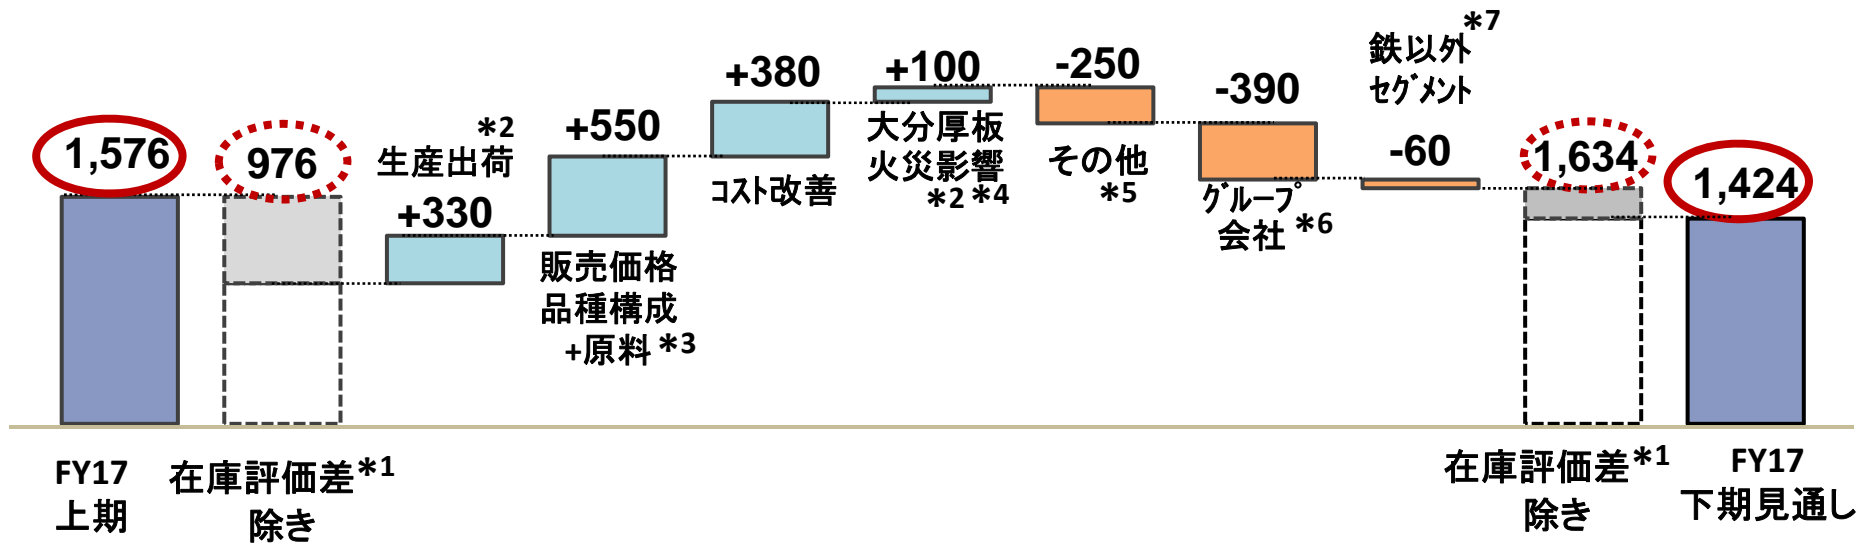 1,576
976
*2
生産出荷
+330
+550
販売価格
品種構成
+原料 *3
+380
コスト改善
+100
大分厚板
火災影響
*2 *4
-250
その他
*5
-390
グループ
会社 *6
*7
鉄以外
セグメント
-60
1,634
1,424
FY17
上期
在庫評価差*1
除き
在庫評価差*1
除き
FY17
下期見通し